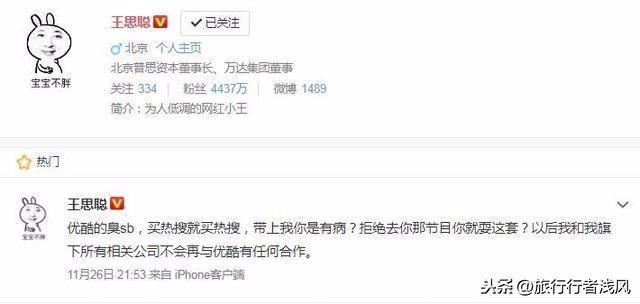 王思聪 V ✓ 已关注
♂ 北京 个人主页
北京普思资本董事长、万达集团董事
关注 334 粉丝 4437万 微博 1489
简介：为人低调的网红小王
宝宝不胖
热门
王思聪 V
优酷的臭sb，买热搜就买热搜，带上我你是有病？拒绝去你那节目你就耍这套？以后我和我旗
下所有相关公司不会再与优酷有任何合作。
宝宝不胖
11月26日 21:53 来自 iPhone客户端
头条 @旅行行者浅风